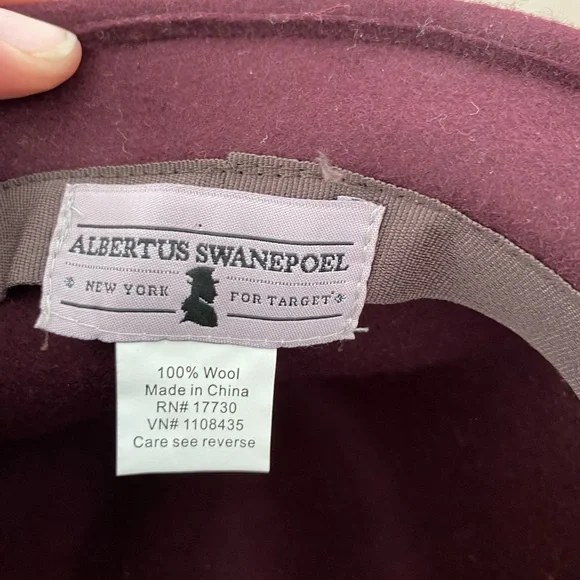 ALBERTUS SWANEPOEL
NEW YORK FOR TARGET
100% Wool
Made in China
RN# 17730
VN# 1108435
Care see reverse